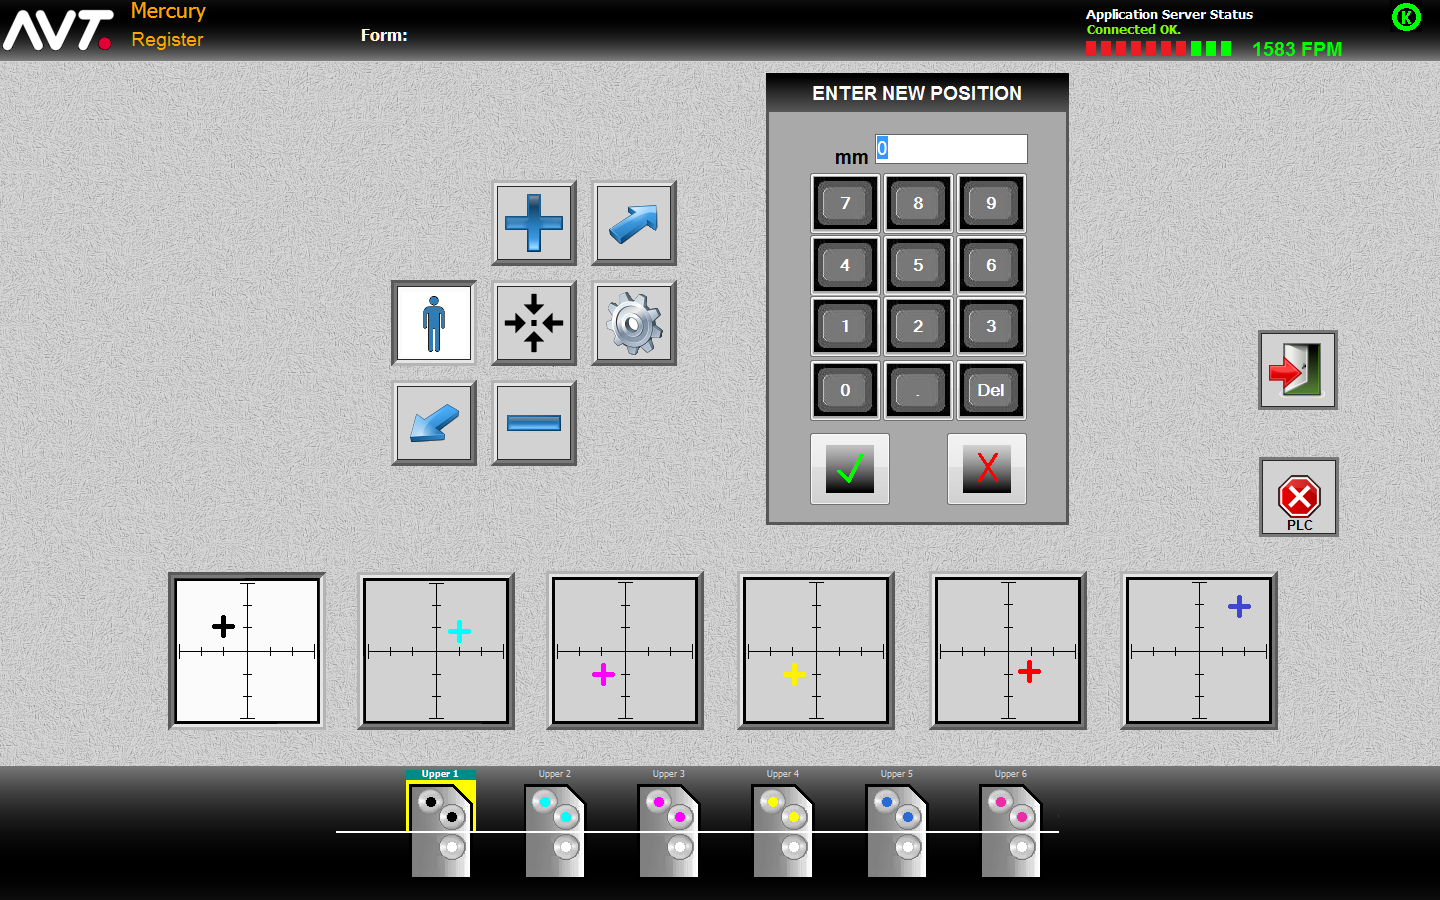 AVT.
Mercury
Register
Form:
Application Server Status
Connected OK.
1583 FPM
K
ENTER NEW POSITION
mm 0
7 8 9
4 5 6
1 2 3
0 . Del
X
PLC
Upper 1 Upper 2 Upper 3 Upper 4 Upper 5 Upper 6